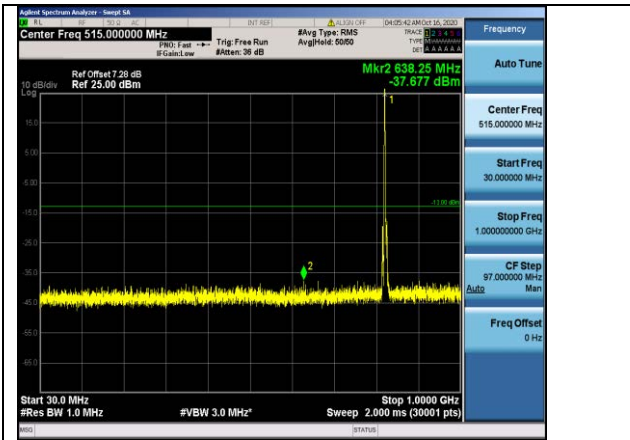 Agilent Spectrum Analyzer - Swept SA
RL RF 50 Ω AC INT REF ALIGN OFF 04:05:42 AM Oct 16, 2020
Center Freq 515.000000 MHz
#Avg Type: RMS
TRACE 1 2 3 4 5 6
PNO: Fast
Trig: Free Run
Avg|Hold: 50/50
TYPE
IFGain:Low
#Atten: 36 dB
DET A A A A A A
Frequency
Auto Tune
Mkr2 638.25 MHz
-37.677 dBm
Ref Offset 7.28 dB
10 dB/div Ref 25.00 dBm
Log
1
Center Freq
515.000000 MHz
15.0
5.00
Start Freq
30.000000 MHz
-5.00
-13.00 dBm
-15.0
Stop Freq
1.000000000 GHz
-25.0
2
-35.0
CF Step
97.000000 MHz
Auto Man
-45.0
-55.0
Freq Offset
0 Hz
-65.0
Start 30.0 MHz
Stop 1.0000 GHz
#Res BW 1.0 MHz
#VBW 3.0 MHz*
Sweep 2.000 ms (30001 pts)
MSG
STATUS